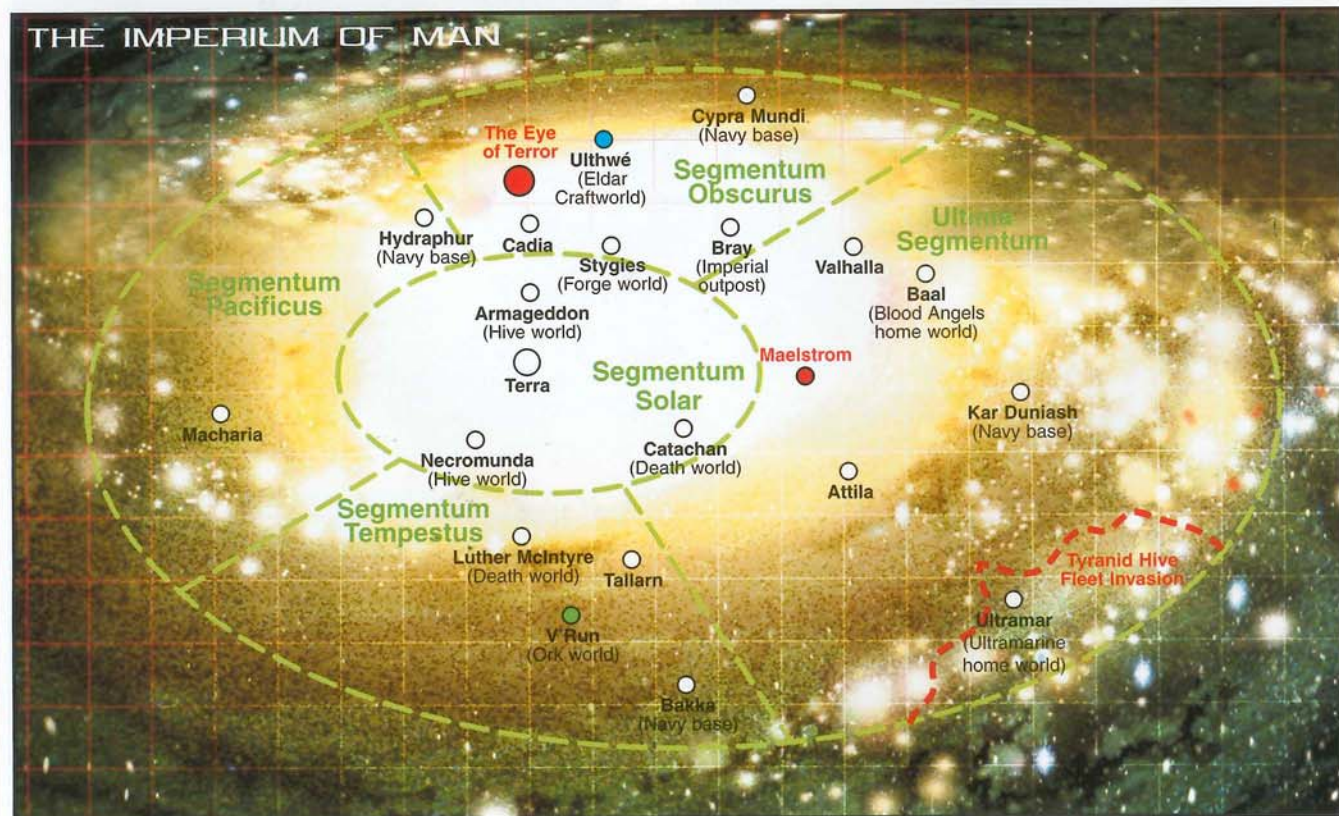 THE IMPERIUM OF MAN
Cypra Mundi
(Navy base)
The Eye
of Terror
Ulthwé
(Eldar
Craftworld)
Segmentum
Obscurus
Ultima
Segmentum
Hydraphur
(Navy base)
Cadia
Stygies
(Forge world)
Bray
(Imperial
outpost)
Valhalla
Baal
(Blood Angels
home world)
Segmentum
Pacificus
Armageddon
(Hive world)
Terra
Segmentum
Solar
Maelstrom
Macharia
Kar Duniash
(Navy base)
Necromunda
(Hive world)
Catachan
(Death world)
Attila
Segmentum
Tempestus
Luther McIntyre
(Death world)
Tallarn
Tyranid Hive
Fleet Invasion
V'Run
(Ork world)
Ultramar
(Ultramarine
home world)
Bakka
(Navy base)